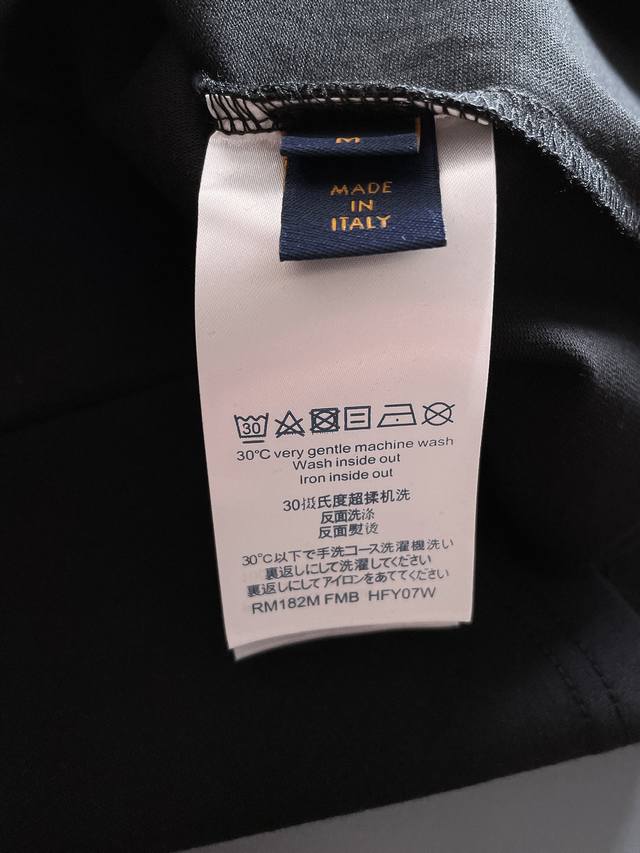 M
MADE
IN
ITALY
30
30°C very gentle machine wash
Wash inside out
Iron inside out
30摄氏度超揉机洗
反面洗涤
反面熨烫
30°C以下で手洗コース洗濯機洗い
裏返しにして洗濯してください
裏返しにしてアイロンをあててください
RM182M FMB HFY07W